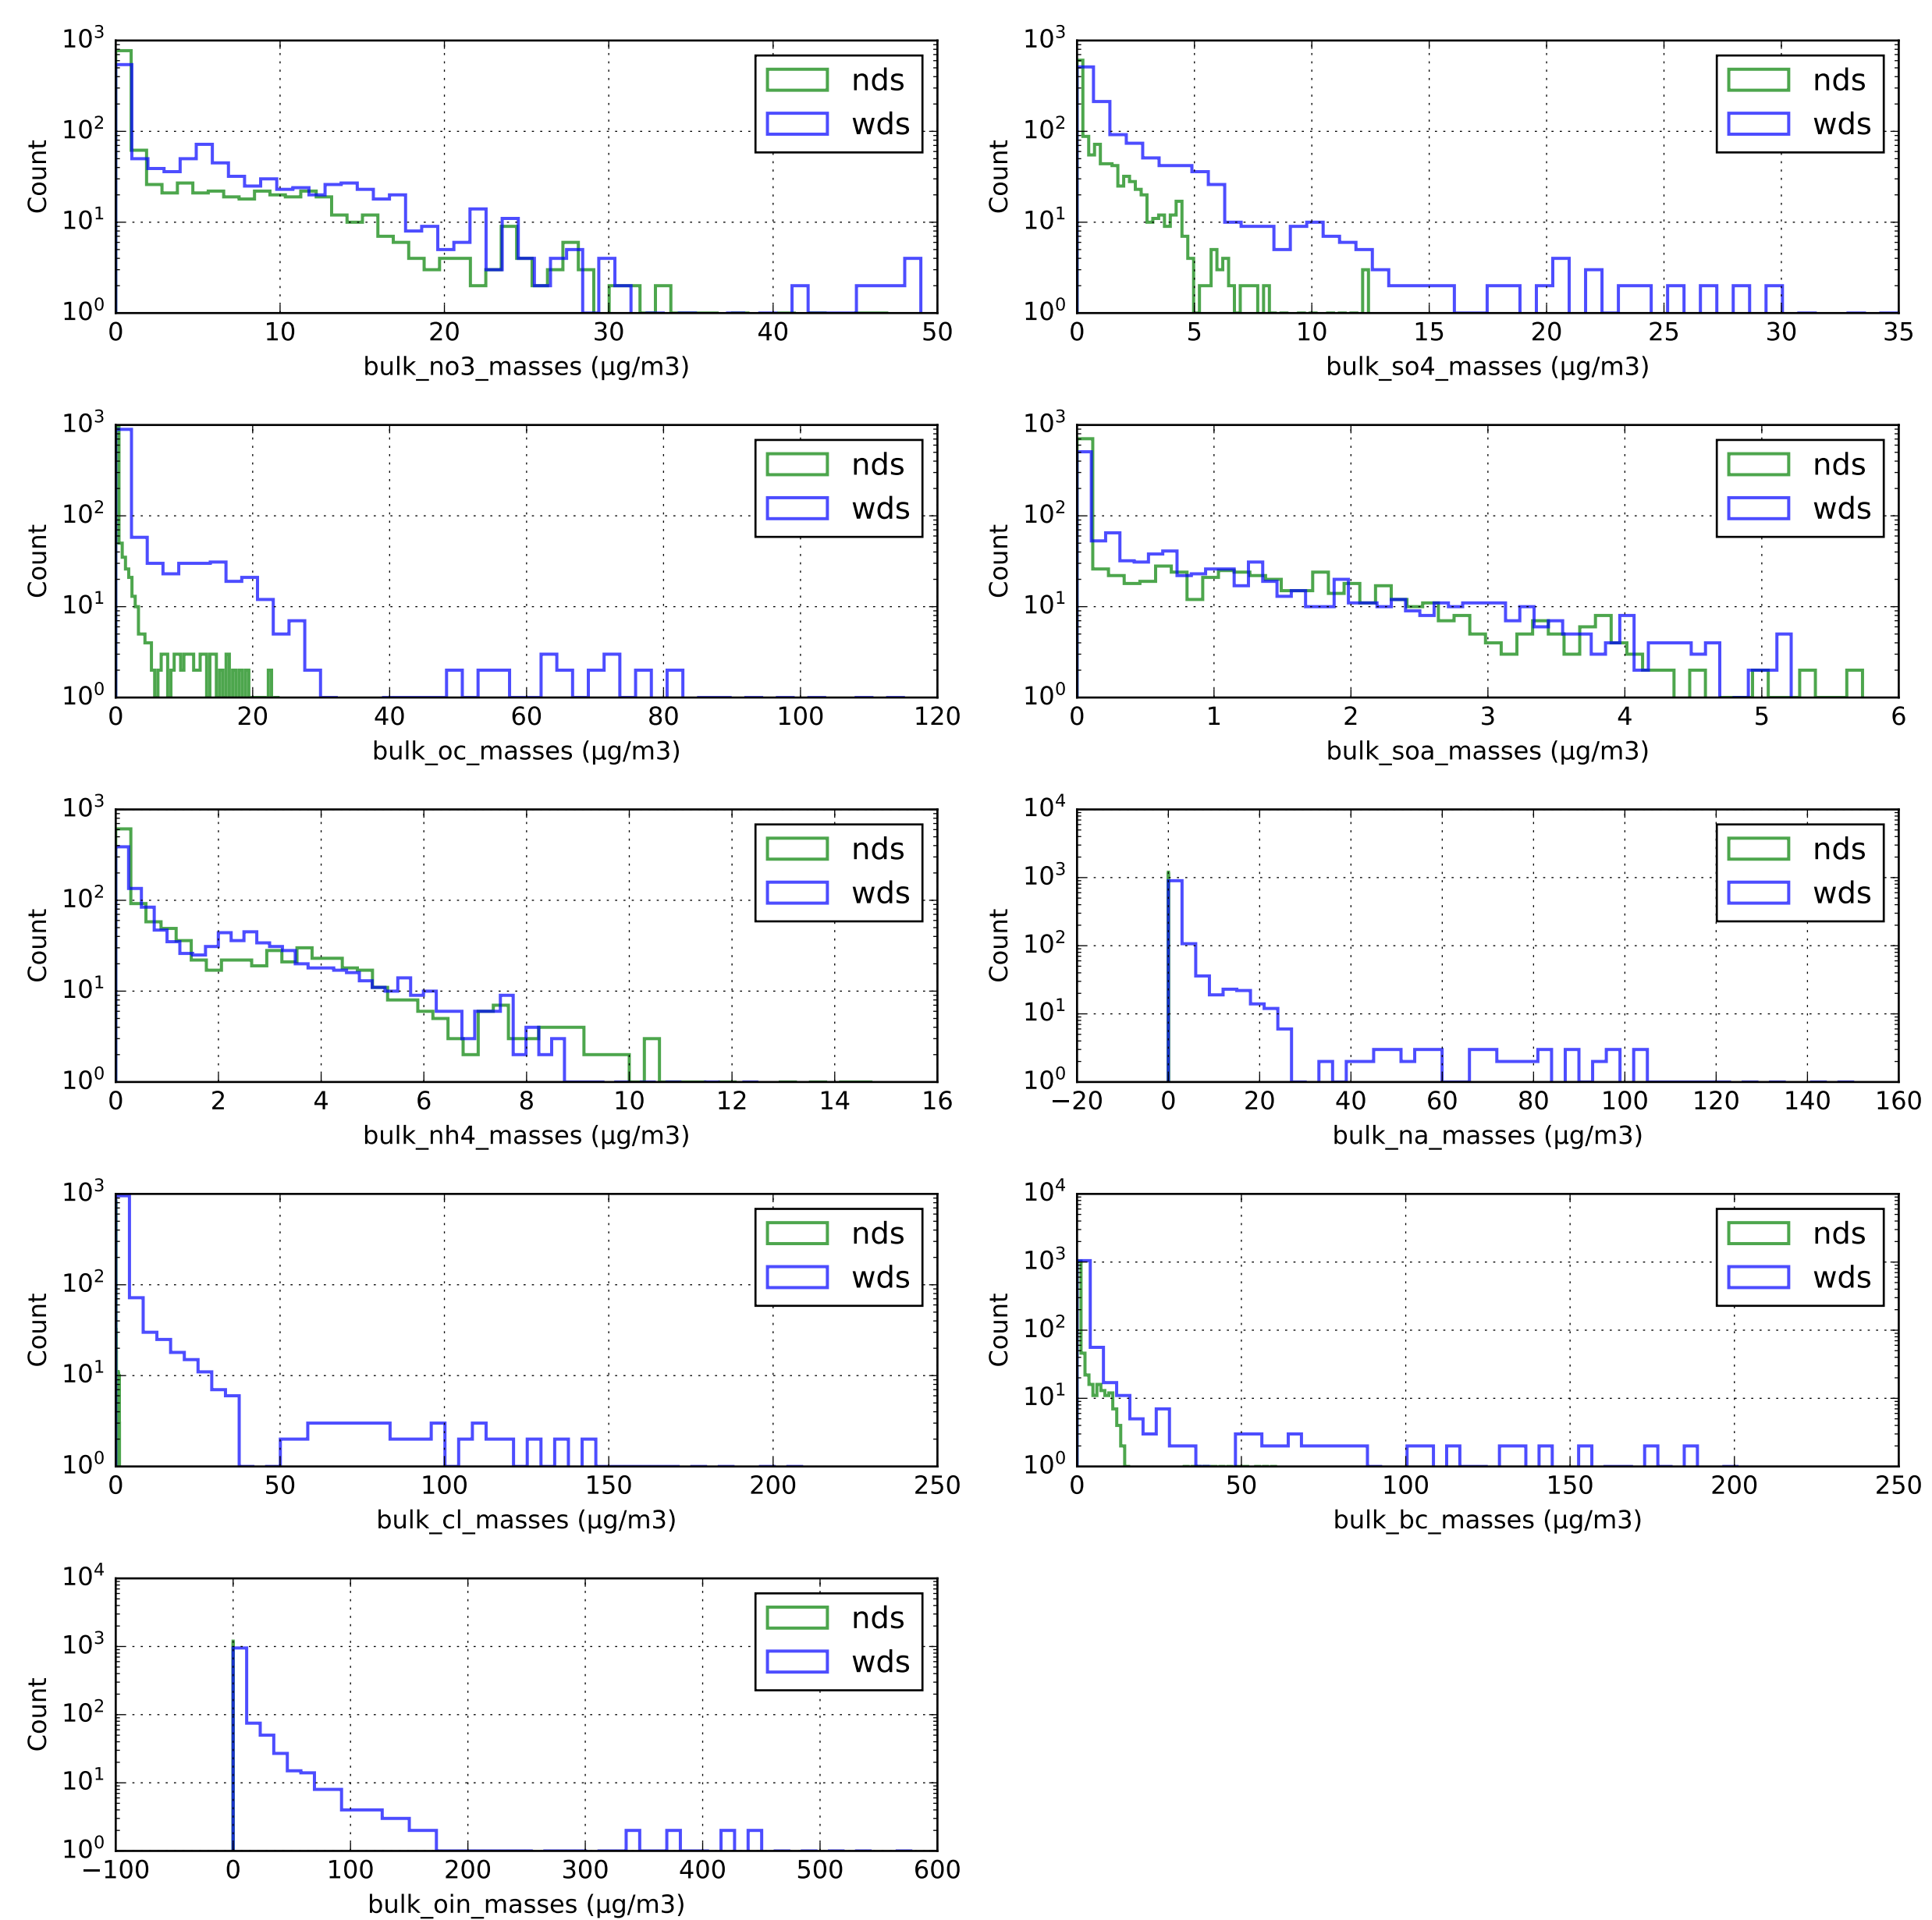 10³
10²
10¹
10⁰
Count
0 10 20 30 40 50
bulk_no3_masses (µg/m3)
nds
wds
10³
10²
10¹
10⁰
Count
0 5 10 15 20 25 30 35
bulk_so4_masses (µg/m3)
nds
wds
10³
10²
10¹
10⁰
Count
0 20 40 60 80 100 120
bulk_oc_masses (µg/m3)
nds
wds
10³
10²
10¹
10⁰
Count
0 1 2 3 4 5 6
bulk_soa_masses (µg/m3)
nds
wds
10³
10²
10¹
10⁰
Count
0 2 4 6 8 10 12 14 16
bulk_nh4_masses (µg/m3)
nds
wds
10⁴
10³
10²
10¹
10⁰
Count
−20 0 20 40 60 80 100 120 140 160
bulk_na_masses (µg/m3)
nds
wds
10³
10²
10¹
10⁰
Count
0 50 100 150 200 250
bulk_cl_masses (µg/m3)
nds
wds
10⁴
10³
10²
10¹
10⁰
Count
0 50 100 150 200 250
bulk_bc_masses (µg/m3)
nds
wds
10⁴
10³
10²
10¹
10⁰
Count
−100 0 100 200 300 400 500 600
bulk_oin_masses (µg/m3)
nds
wds